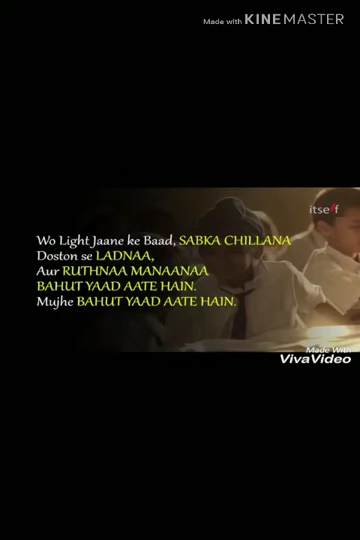 Made with KINEMASTER
itself
Wo Light Jaane ke Baad, SABKA CHILLANA
Doston se LADNAA,
Aur RUTHNAA MANAANAA
BAHUT YAAD AATE HAIN.
Mujhe BAHUT YAAD AATE HAIN.
Made With
VivaVideo